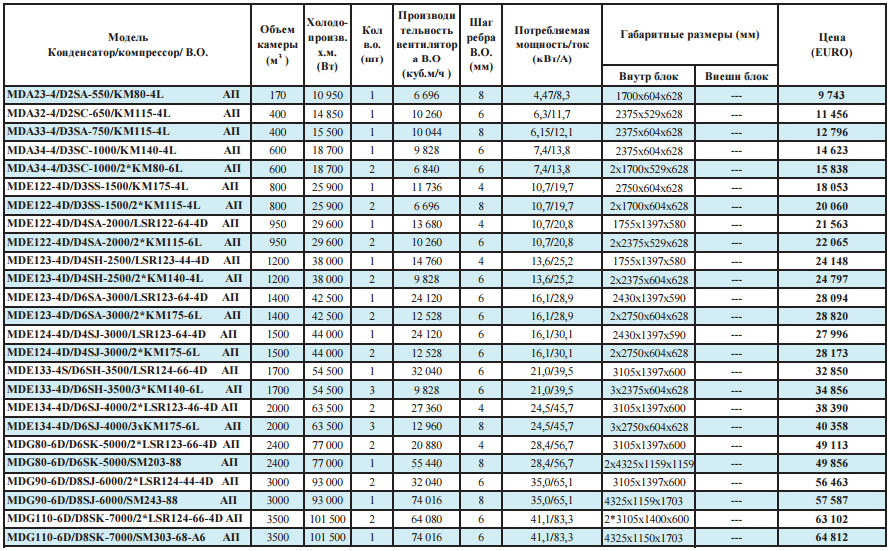 Модель Конденсатор/компрессор/ В.О. Объем камеры (м³ ) Холодо-произв. х.м. (Вт) Кол в.о. (шт) Производительность вентилятора В.О (куб.м/ч ) Шаг ребра В.О. (мм) Потребляемая мощность/ток (кВт/А) Габаритные размеры (мм) Цена (EURO)
Внутр блок Внешн блок
MDA23-4/D2SA-550/KM80-4L АП 170 10 950 1 6 696 8 4,47/8,3 1700x604x628 --- 9 743
MDA32-4/D2SC-650/KM115-4L АП 400 14 850 1 10 260 6 6,3/11,7 2375x529x628 --- 11 456
MDA33-4/D3SA-750/KM115-4L АП 400 15 500 1 10 044 8 6,15/12,1 2375x604x628 --- 12 796
MDA34-4/D3SC-1000/KM140-4L АП 600 18 700 1 9 828 6 7,4/13,8 2375x604x628 --- 14 623
MDA34-4/D3SC-1000/2*KM80-6L АП 600 18 700 2 6 840 6 7,4/13,8 2x1700x529x628 --- 15 838
MDE122-4D/D3SS-1500/KM175-4L АП 800 25 900 1 11 736 4 10,7/19,7 2750x604x628 --- 18 053
MDE122-4D/D3SS-1500/2*KM115-4L АП 800 25 900 2 6 696 8 10,7/19,7 2x1700x604x628 --- 20 060
MDE122-4D/D4SA-2000/LSR122-64-4D АП 950 29 600 1 13 680 4 10,7/20,8 1755x1397x580 --- 21 563
MDE122-4D/D4SA-2000/2*KM115-6L АП 950 29 600 2 10 260 6 10,7/20,8 2x2375x529x628 --- 22 065
MDE123-4D/D4SH-2500/LSR123-44-4D АП 1200 38 000 1 14 760 4 13,6/25,2 1755x1397x580 --- 24 148
MDE123-4D/D4SH-2500/2*KM140-4L АП 1200 38 000 2 9 828 6 13,6/25,2 2x2375x604x628 --- 24 797
MDE123-4D/D6SA-3000/LSR123-64-4D АП 1400 42 500 1 24 120 6 16,1/28,9 2430x1397x590 --- 28 094
MDE123-4D/D6SA-3000/2*KM175-6L АП 1400 42 500 2 12 528 6 16,1/28,9 2x2750x604x628 --- 28 820
MDE124-4D/D4SJ-3000/LSR123-64-4D АП 1500 44 000 1 24 120 6 16,1/30,1 2430x1397x590 --- 27 996
MDE124-4D/D4SJ-3000/2*KM175-6L АП 1500 44 000 2 12 528 6 16,1/30,1 2x2750x604x628 --- 28 173
MDE133-4S/D6SH-3500/LSR124-66-4D АП 1700 54 500 1 32 040 6 21,0/39,5 3105x1397x600 --- 32 850
MDE133-4D/D6SH-3500/3*KM140-6L АП 1700 54 500 3 9 828 6 21,0/39,5 3x2375x604x628 --- 34 856
MDE134-4D/D6SJ-4000/2*LSR123-46-4D АП 2000 63 500 2 27 360 4 24,5/45,7 3105x1397x600 --- 38 390
MDE134-4D/D6SJ-4000/3xKM175-6L АП 2000 63 500 3 12 960 8 24,5/45,7 3x2750x604x628 --- 40 358
MDG80-6D/D6SK-5000/2*LSR123-66-4D АП 2400 77 000 2 20 880 4 28,4/56,7 3105x1397x600 --- 49 113
MDG80-6D/D6SK-5000/SM203-88 АП 2400 77 000 1 55 440 8 28,4/56,7 2x4325x1159x1159 --- 49 856
MDG90-6D/D8SJ-6000/2*LSR124-44-4D АП 3000 93 000 2 32 040 6 35,0/65,1 3105x1397x600 --- 56 463
MDG90-6D/D8SJ-6000/SM243-88 АП 3000 93 000 1 74 016 8 35,0/65,1 4325x1159x1703 --- 57 587
MDG110-6D/D8SK-7000/2*LSR124-66-4D АП 3500 101 500 2 64 080 6 41,1/83,3 2*3105x1400x600 --- 63 102
MDG110-6D/D8SK-7000/SM303-68-A6 АП 3500 101 500 1 74 016 6 41,1/83,3 4325x1150x1703 --- 64 812